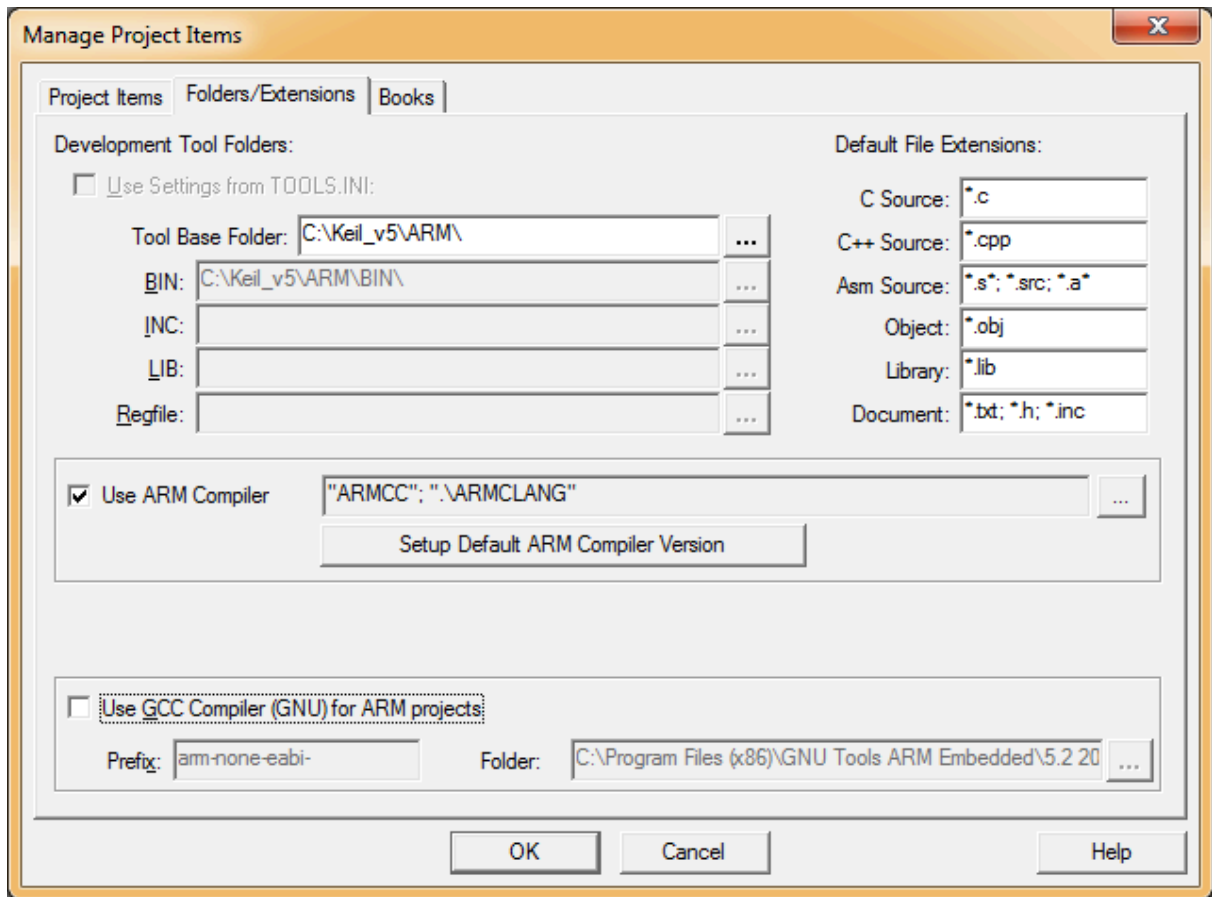 Manage Project Items
Project Items Folders/Extensions Books
Development Tool Folders:
Use Settings from TOOLS.INI:
Tool Base Folder: C:\Keil_v5\ARM\ ...
BIN: C:\Keil_v5\ARM\BIN\ ...
INC: ...
LIB: ...
Regfile: ...
Default File Extensions:
C Source: *.c
C++ Source: *.cpp
Asm Source: *.s*; *.src; *.a*
Object: *.obj
Library: *.lib
Document: *.txt; *.h; *.inc
Use ARM Compiler "ARMCC"; ".\ARMCLANG" ...
Setup Default ARM Compiler Version
Use GCC Compiler (GNU) for ARM projects
Prefix: arm-none-eabi- Folder: C:\Program Files (x86)\GNU Tools ARM Embedded\5.2 20 ...
OK Cancel Help